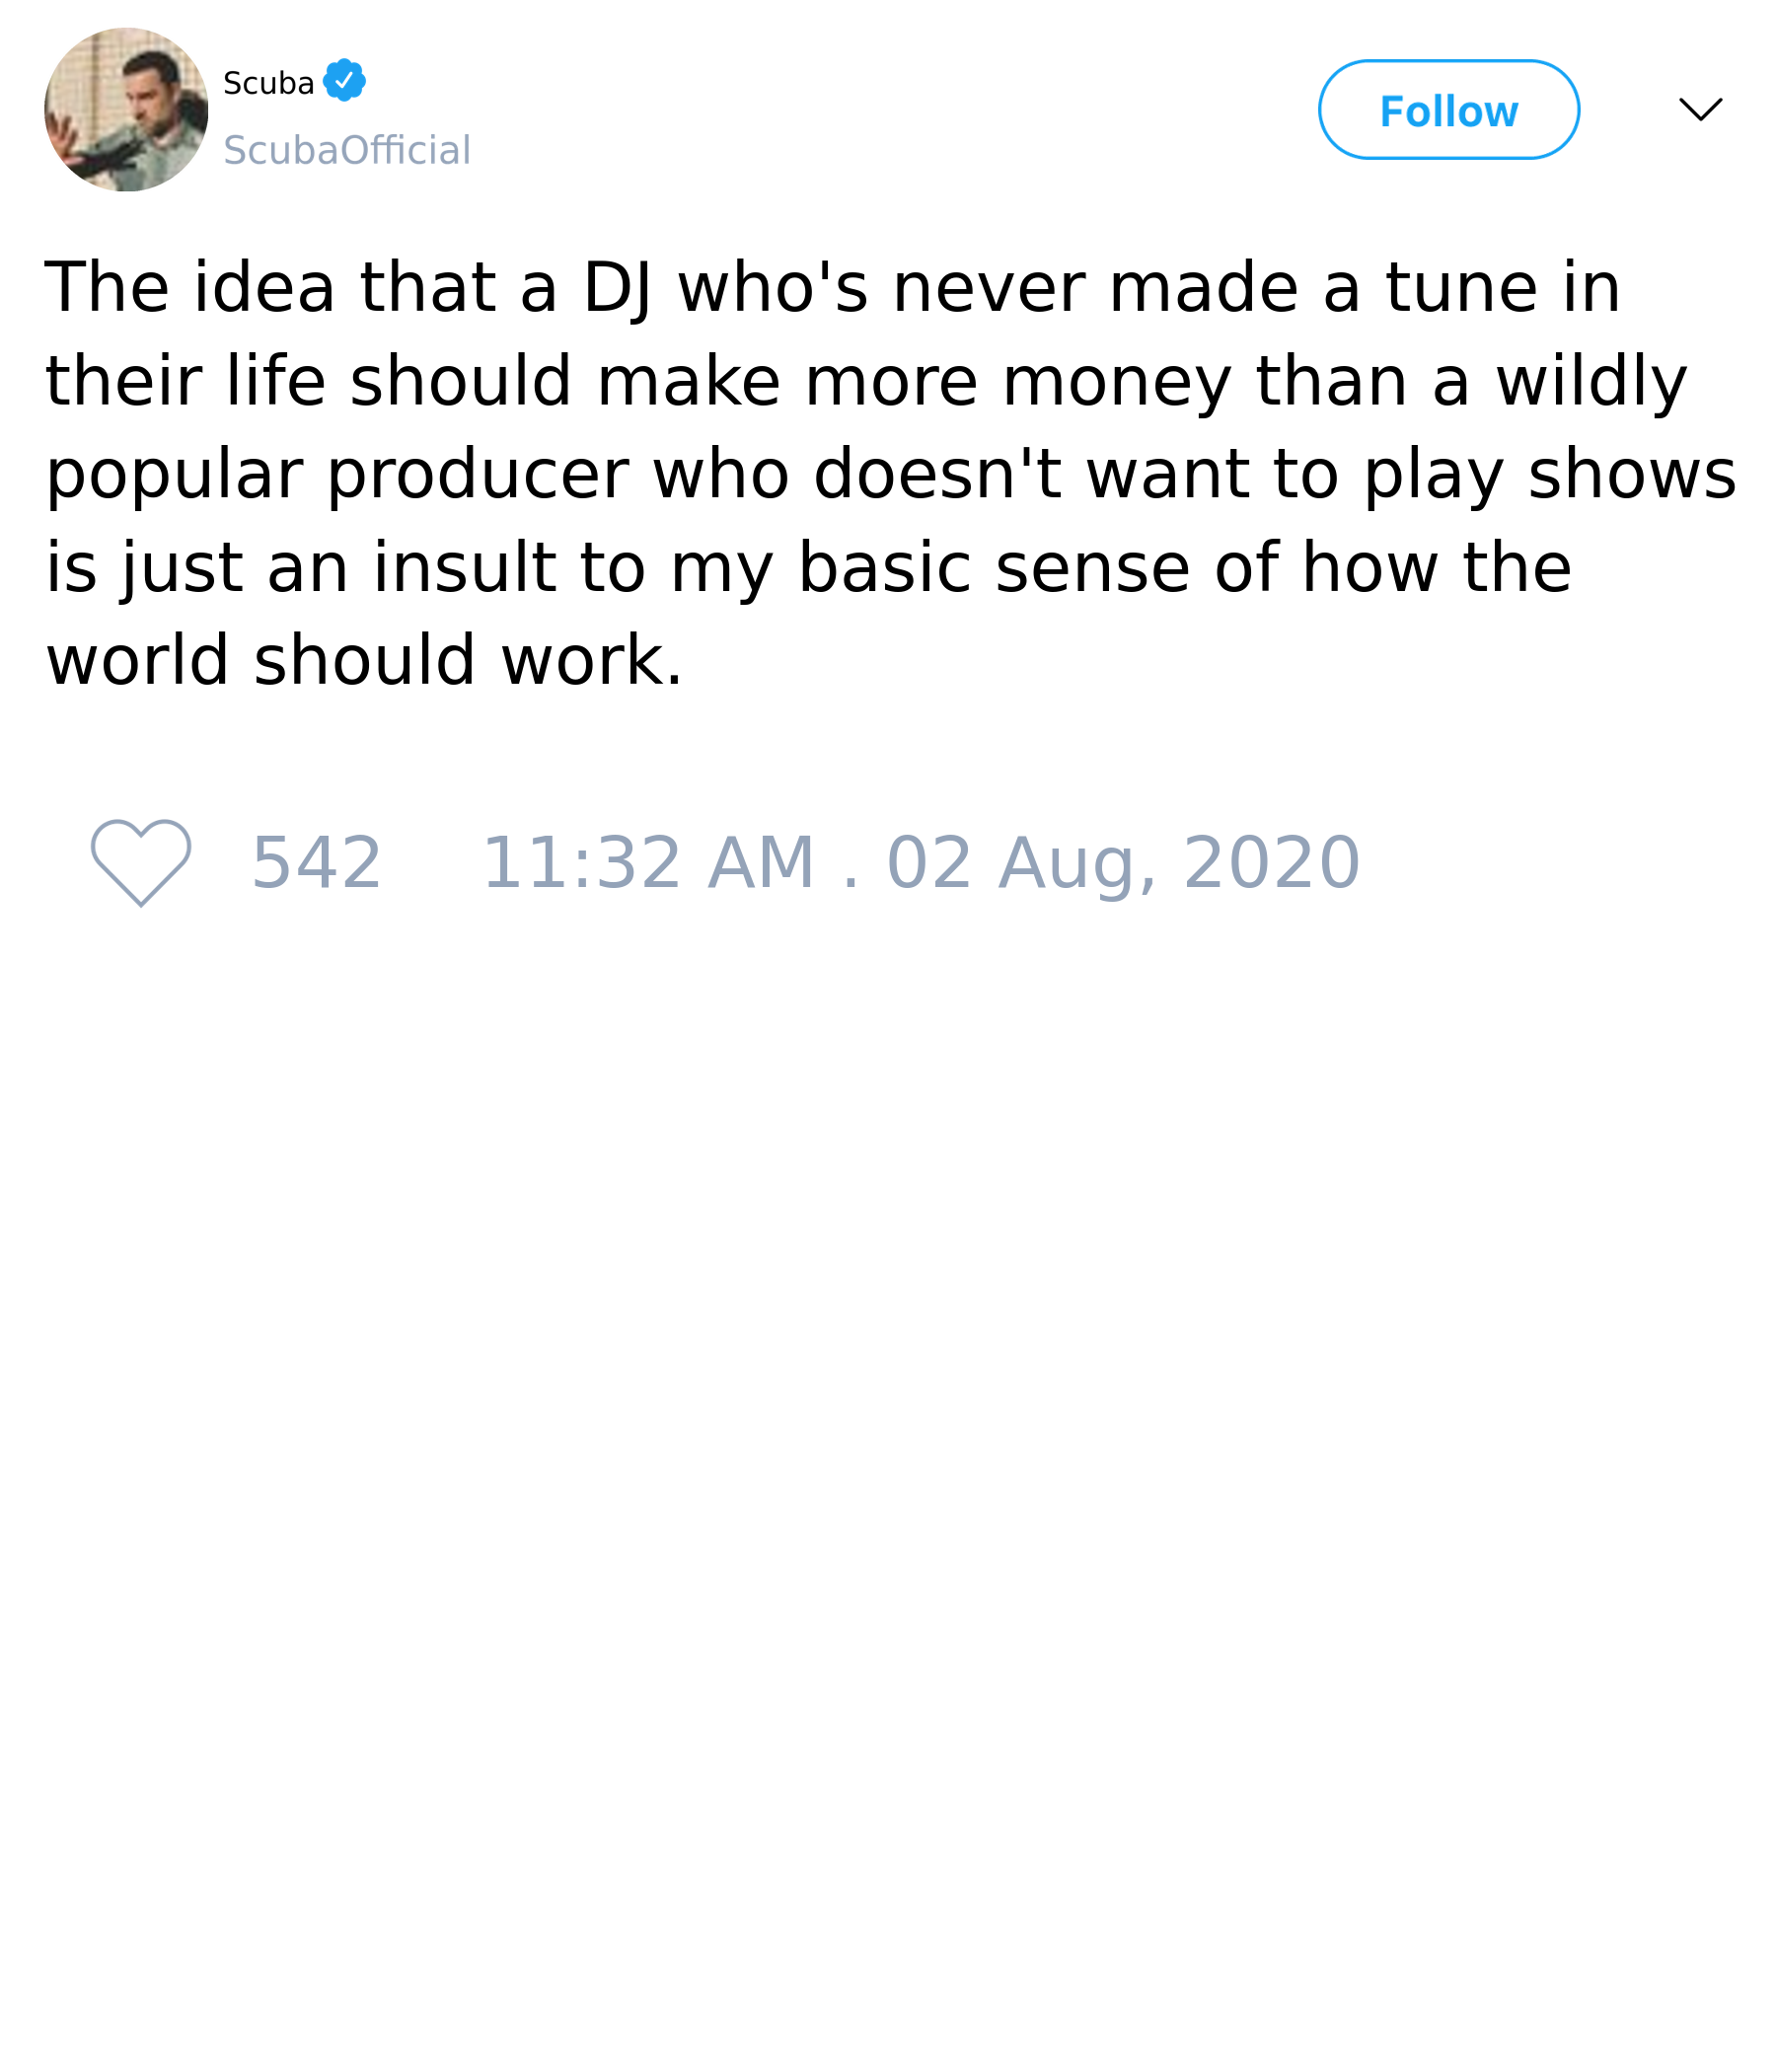 Scuba
ScubaOfficial
Follow
The idea that a DJ who's never made a tune in
their life should make more money than a wildly
popular producer who doesn't want to play shows
is just an insult to my basic sense of how the
world should work.
542 11:32 AM . 02 Aug, 2020